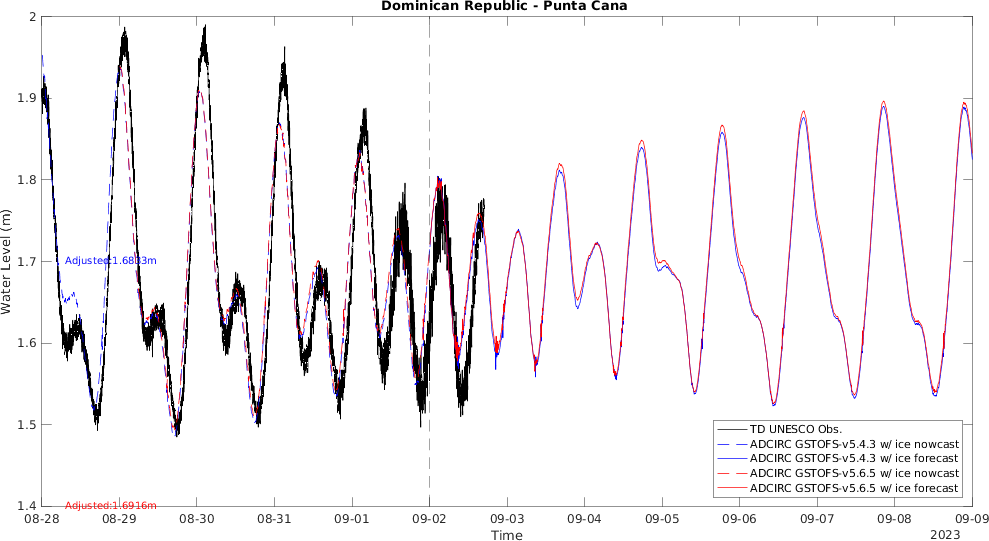 Dominican Republic - Punta Cana
Water Level (m)
2
1.9
1.8
1.7
1.6
1.5
1.4
Adjusted:1.6833m
Adjusted:1.6916m
TD UNESCO Obs.
ADCIRC GSTOFS-v5.4.3 w/ ice nowcast
ADCIRC GSTOFS-v5.4.3 w/ ice forecast
ADCIRC GSTOFS-v5.6.5 w/ ice nowcast
ADCIRC GSTOFS-v5.6.5 w/ ice forecast
08-28 08-29 08-30 08-31 09-01 09-02 09-03 09-04 09-05 09-06 09-07 09-08 09-09
Time
2023